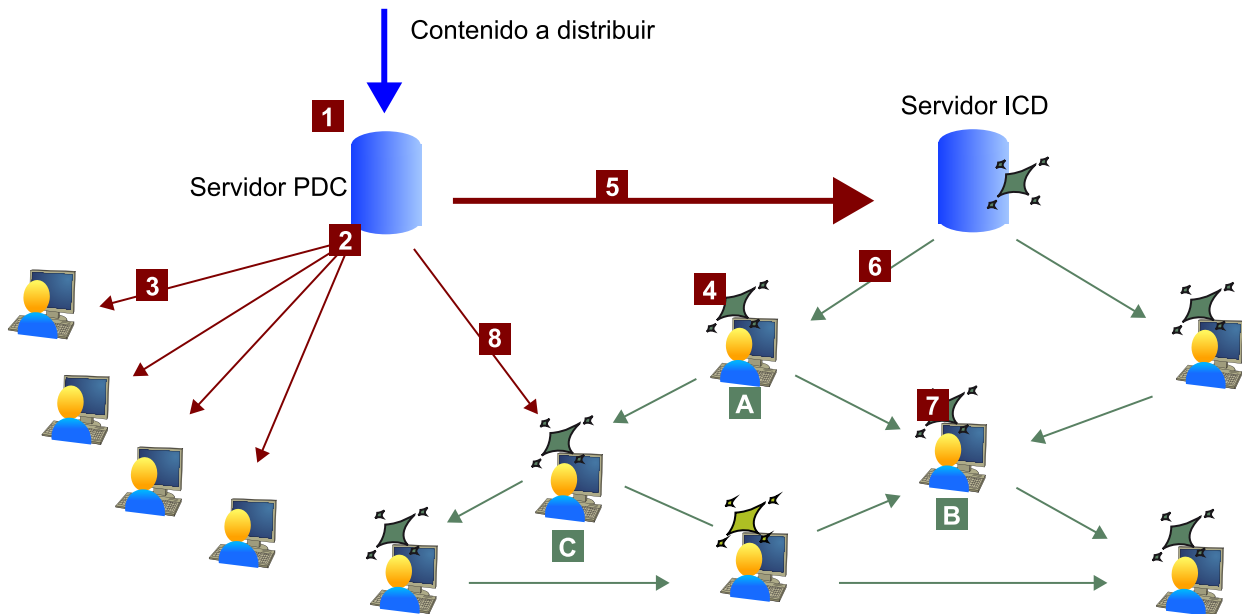 Contenido a distribuir
1
Servidor ICD
Servidor PDC
5
2
6
3
4
8
A
7
B
C